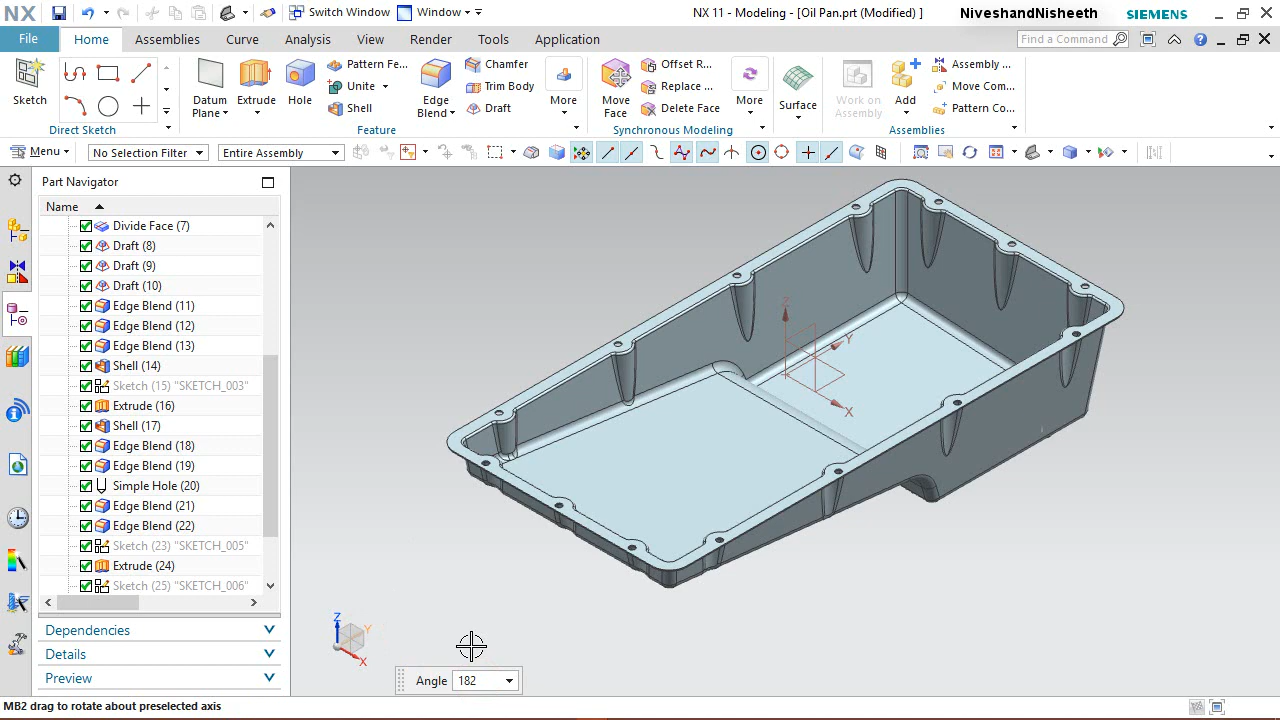 NX Switch Window Window NX 11 - Modeling - [Oil Pan.prt (Modified) ] NiveshandNisheeth SIEMENS
File Home Assemblies Curve Analysis View Render Tools Application Find a Command
Sketch Datum Plane Extrude Hole Pattern Fe... Unite Shell Edge Blend Chamfer Trim Body Draft More Move Face Offset R... Replace ... Delete Face More Surface Work on Assembly Add Assembly ... Move Com... Pattern Co...
Direct Sketch Feature Synchronous Modeling Assemblies
Menu No Selection Filter Entire Assembly
Part Navigator
Name
Divide Face (7)
Draft (8)
Draft (9)
Draft (10)
Edge Blend (11)
Edge Blend (12)
Edge Blend (13)
Shell (14)
Sketch (15) "SKETCH_003"
Extrude (16)
Shell (17)
Edge Blend (18)
Edge Blend (19)
Simple Hole (20)
Edge Blend (21)
Edge Blend (22)
Sketch (23) "SKETCH_005"
Extrude (24)
Sketch (25) "SKETCH_006"
Dependencies
Details
Preview
Z
Y
X
Z
Y
X
Angle 182
MB2 drag to rotate about preselected axis